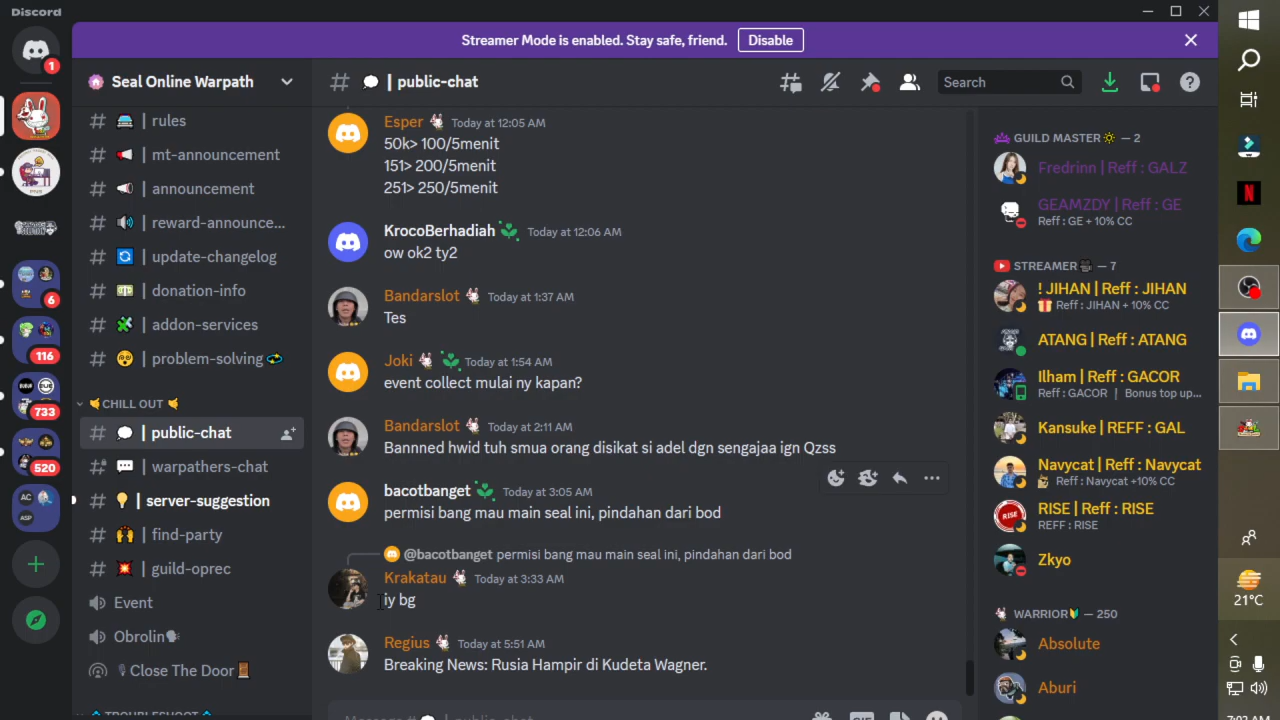 Discord
Streamer Mode is enabled. Stay safe, friend. Disable
Seal Online Warpath
| public-chat
Search
1
6
116
733
520
AC
ASP
| rules
| mt-announcement
| announcement
| reward-announce...
| update-changelog
| donation-info
| addon-services
| problem-solving
CHILL OUT
| public-chat
| warpathers-chat
| server-suggestion
| find-party
| guild-oprec
Event
Obrolin
Close The Door
Esper Today at 12:05 AM
50k> 100/5menit
151> 200/5menit
251> 250/5menit
KrocoBerhadiah Today at 12:06 AM
ow ok2 ty2
Bandarslot Today at 1:37 AM
Tes
Joki Today at 1:54 AM
event collect mulai ny kapan?
Bandarslot Today at 2:11 AM
Bannned hwid tuh smua orang disikat si adel dgn sengajaa ign Qzss
bacotbanget Today at 3:05 AM
permisi bang mau main seal ini, pindahan dari bod
@bacotbanget permisi bang mau main seal ini, pindahan dari bod
Krakatau Today at 3:33 AM
iy bg
Regius Today at 5:51 AM
Breaking News: Rusia Hampir di Kudeta Wagner.
GUILD MASTER — 2
Fredrinn | Reff : GALZ
GEAMZDY | Reff : GE
Reff : GE + 10% CC
STREAMER — 7
! JIHAN | Reff : JIHAN
Reff : JIHAN + 10% CC
ATANG | Reff : ATANG
Ilham | Reff : GACOR
Reff : GACOR | Bonus top up...
Kansuke | REFF : GAL
Navycat | Reff : Navycat
Reff : Navycat +10% CC
RISE | Reff : RISE
REFF : RISE
Zkyo
WARRIOR — 250
Absolute
Aburi
21°C